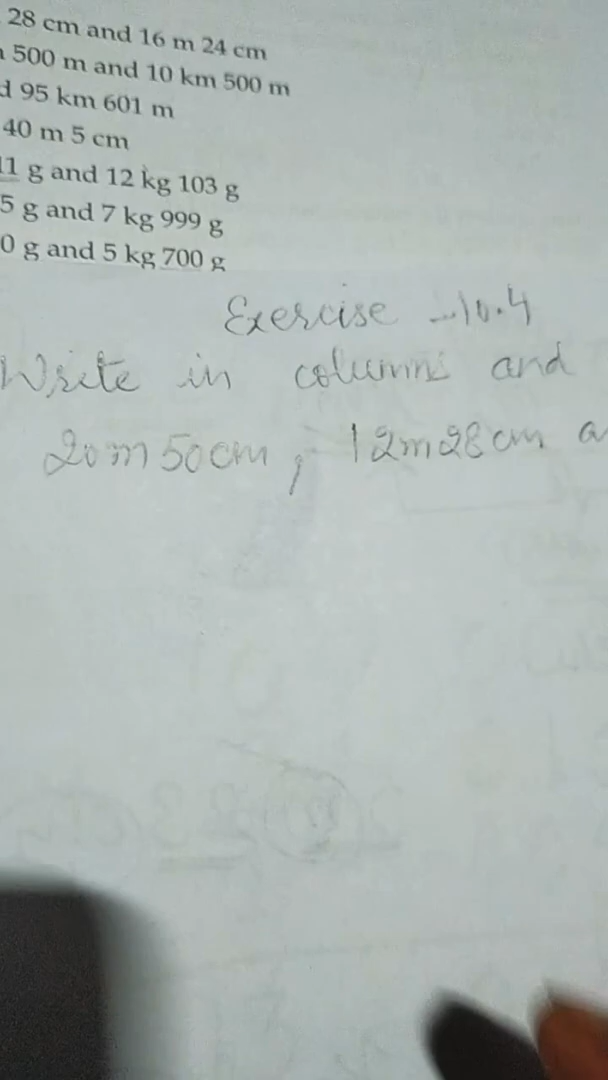 28 cm and 16 m 24 cm
500 m and 10 km 500 m
95 km 601 m
40 m 5 cm
11 g and 12 kg 103 g
5 g and 7 kg 999 g
0 g and 5 kg 700 g
Exercise -10.4
Write in columns and
20m 50cm, 12m28cm a